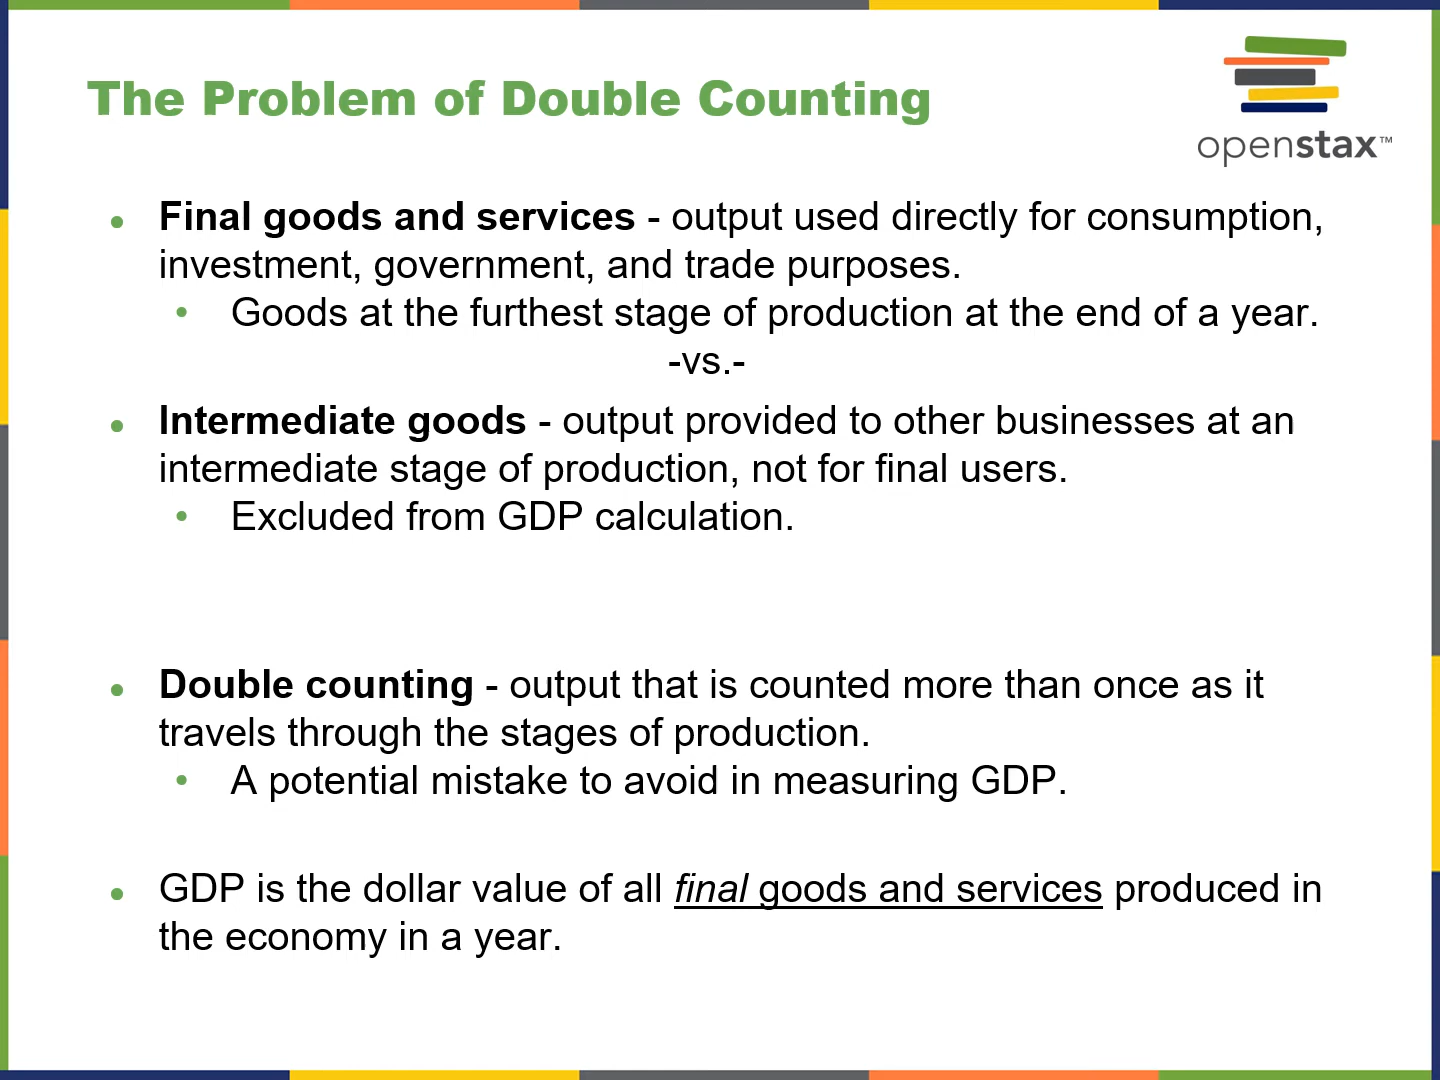 The Problem of Double Counting
openstax™
• Final goods and services - output used directly for consumption,
investment, government, and trade purposes.
• Goods at the furthest stage of production at the end of a year.
-vs.-
• Intermediate goods - output provided to other businesses at an
intermediate stage of production, not for final users.
• Excluded from GDP calculation.
• Double counting - output that is counted more than once as it
travels through the stages of production.
• A potential mistake to avoid in measuring GDP.
• GDP is the dollar value of all final goods and services produced in
the economy in a year.